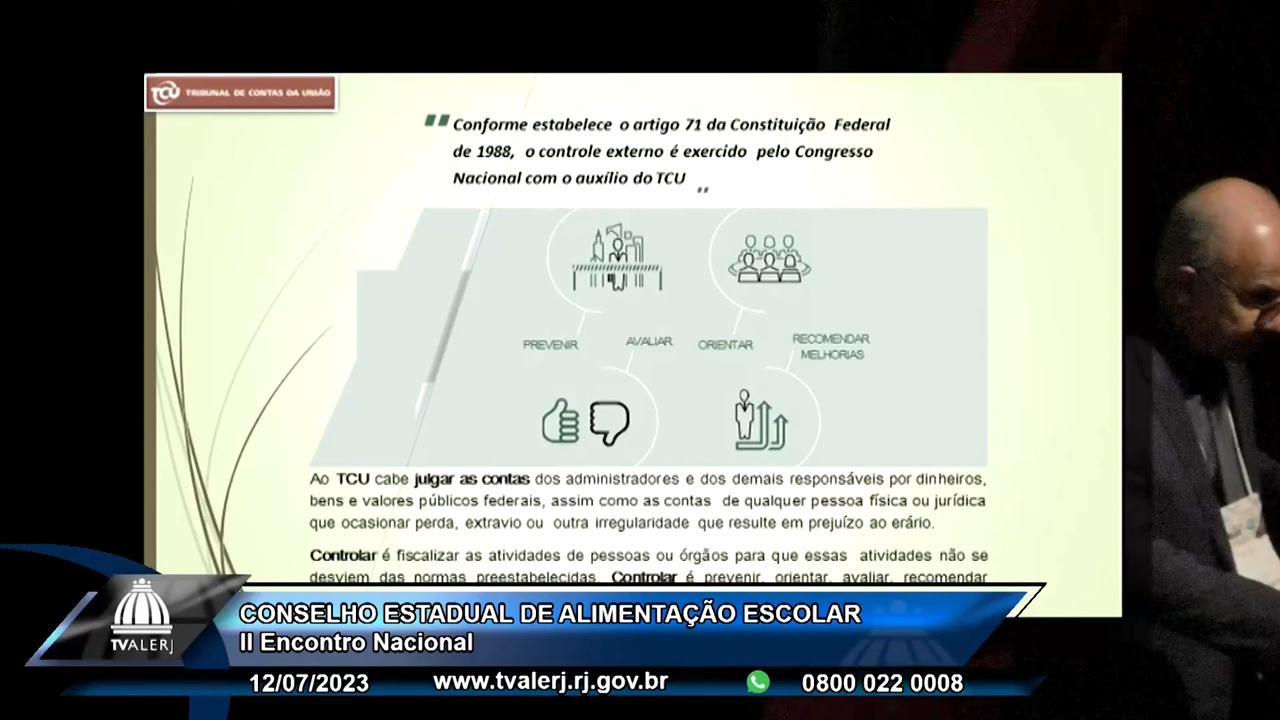 TCU TRIBUNAL DE CONTAS DA UNIÃO
" Conforme estabelece o artigo 71 da Constituição Federal
de 1988, o controle externo é exercido pelo Congresso
Nacional com o auxílio do TCU "
PREVENIR AVALIAR ORIENTAR RECOMENDAR
MELHORIAS
Ao TCU cabe julgar as contas dos administradores e dos demais responsáveis por dinheiros,
bens e valores públicos federais, assim como as contas de qualquer pessoa física ou jurídica
que ocasionar perda, extravio ou outra irregularidade que resulte em prejuízo ao erário.
Controlar é fiscalizar as atividades de pessoas ou órgãos para que essas atividades não se
desviem das normas preestabelecidas. Controlar é prevenir, orientar, avaliar, recomendar
CONSELHO ESTADUAL DE ALIMENTAÇÃO ESCOLAR
II Encontro Nacional
TVALERJ
12/07/2023 www.tvalerj.rj.gov.br 0800 022 0008